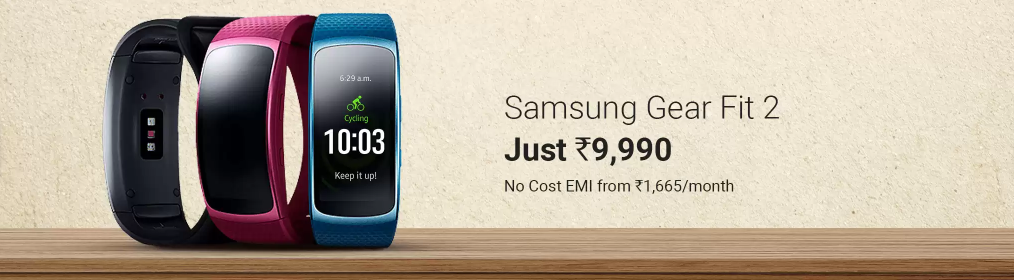 6:29 a.m.
Cycling
10:03
Keep it up!
Samsung Gear Fit 2
Just ₹9,990
No Cost EMI from ₹1,665/month